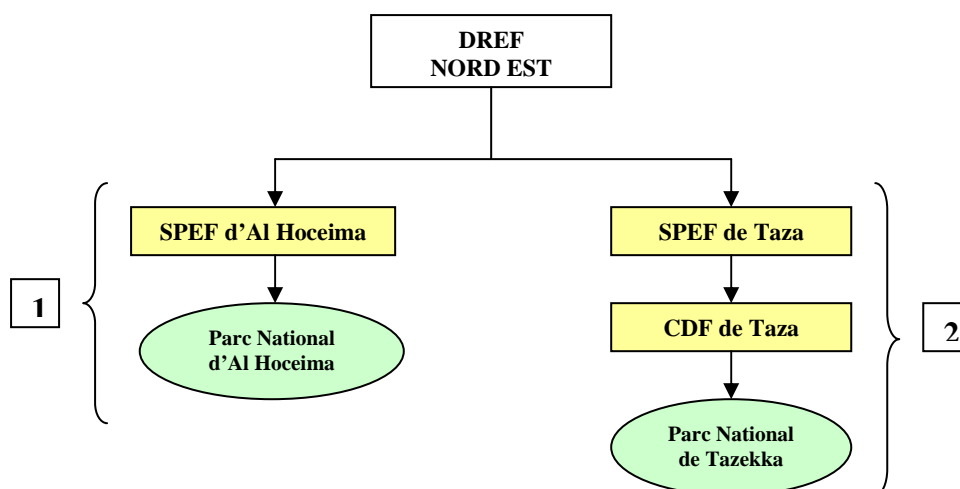 DREF
NORD EST
SPEF d'Al Hoceima
SPEF de Taza
1
Parc National
d'Al Hoceima
CDF de Taza
2
Parc National
de Tazekka